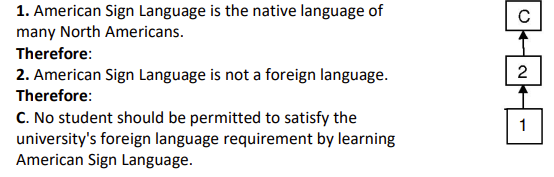 1. American Sign Language is the native language of
many North Americans.
Therefore:
2. American Sign Language is not a foreign language.
Therefore:
C. No student should be permitted to satisfy the
university's foreign language requirement by learning
American Sign Language.
C
2
1